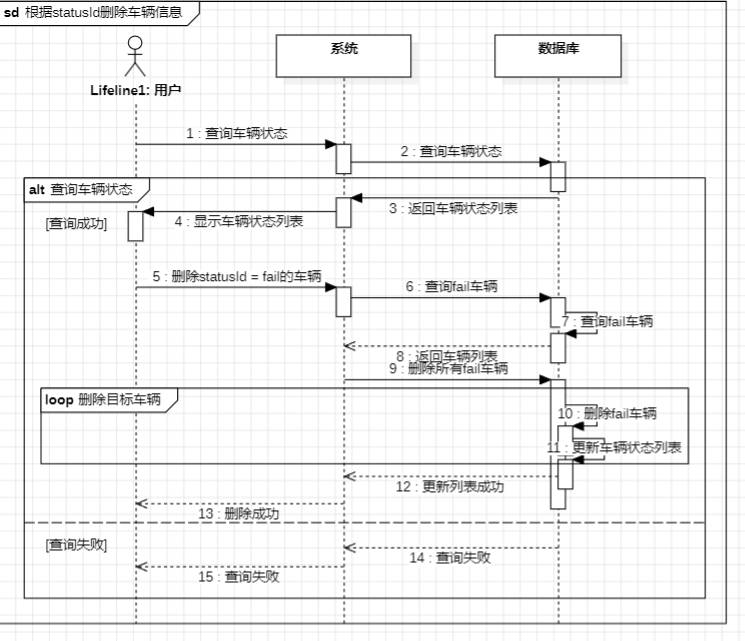 sd 根据statusId删除车辆信息
系统
数据库
Lifeline1: 用户
1 : 查询车辆状态
2 : 查询车辆状态
alt 查询车辆状态
3 : 返回车辆状态列表
[查询成功]
4 : 显示车辆状态列表
5 : 删除statusId = fail的车辆
6 : 查询fail车辆
7 : 查询fail车辆
8 : 返回车辆列表
9 : 删除所有fail车辆
loop 删除目标车辆
10 : 删除fail车辆
11 : 更新车辆状态列表
12 : 更新列表成功
13 : 删除成功
[查询失败]
14 : 查询失败
15 : 查询失败